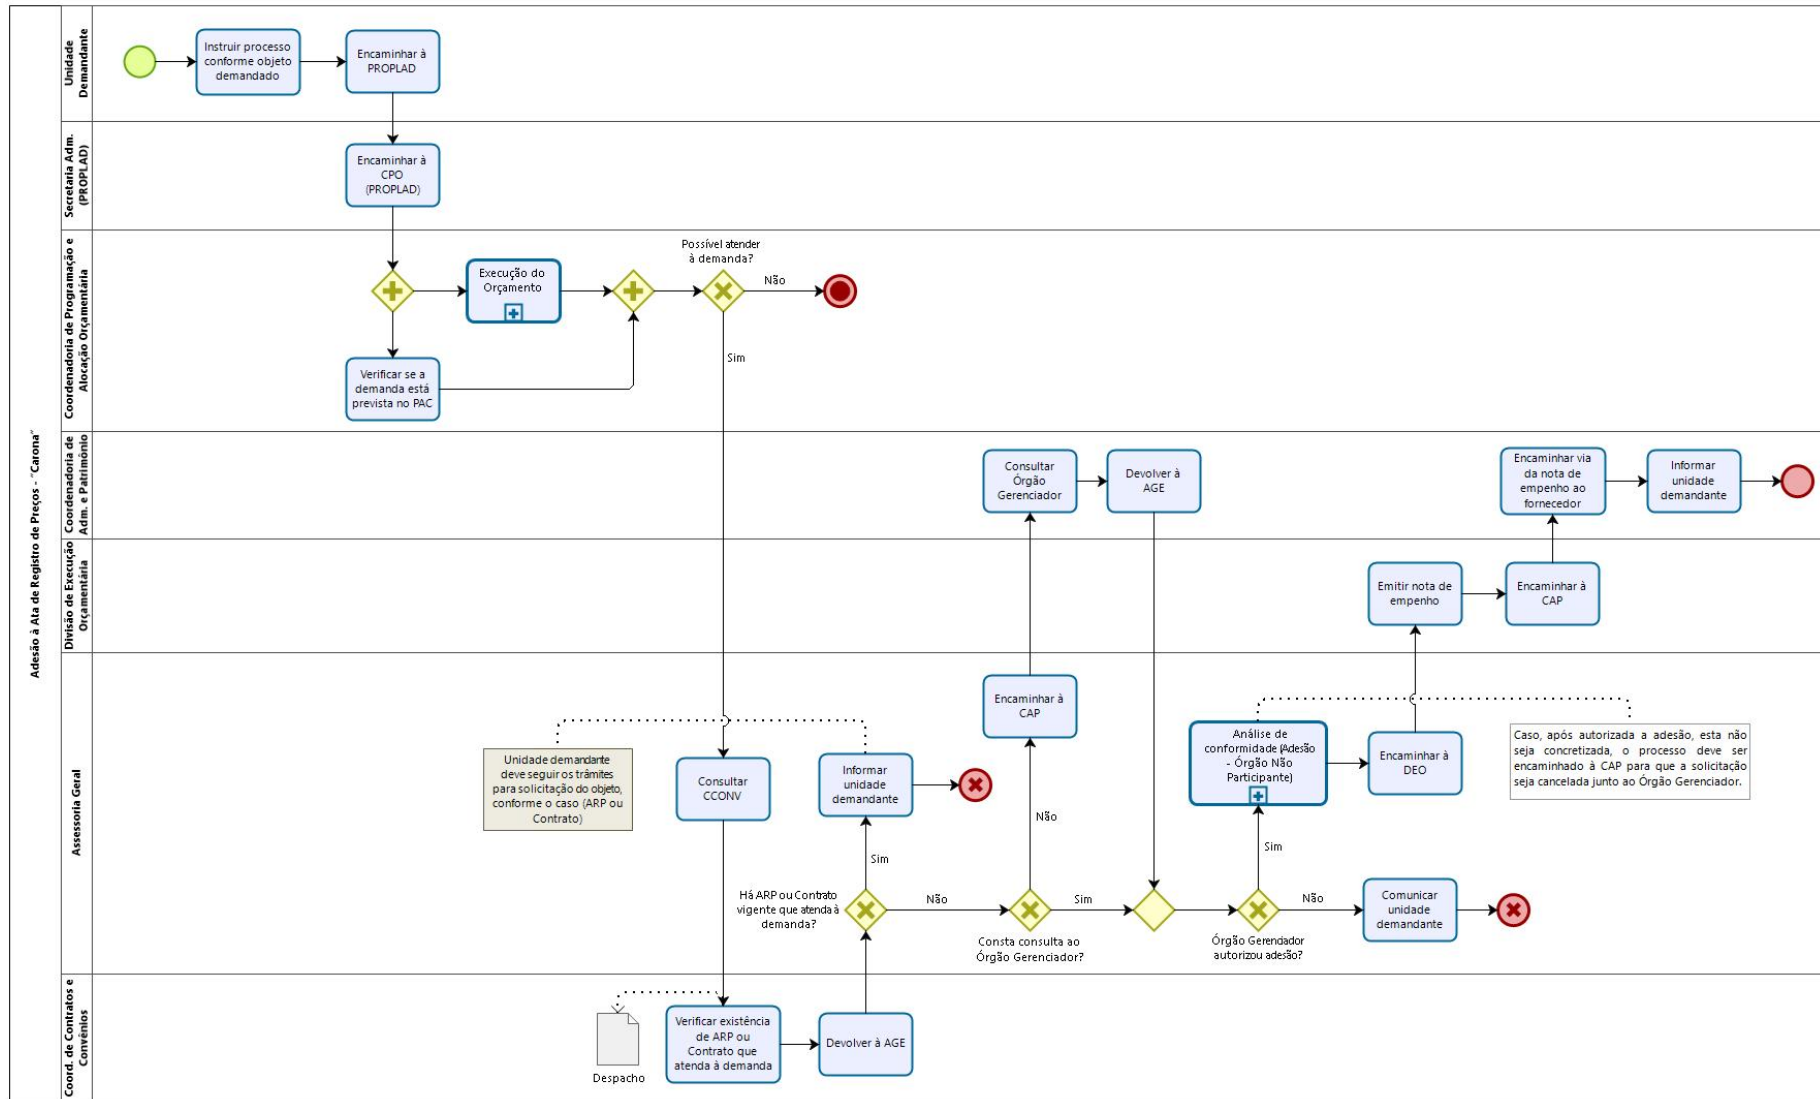 Adesão à Ata de Registro de Preços - "Carona"
Unidade
Demandante
Instruir processo
conforme objeto
demandado
Encaminhar à
PROPLAD
Secretaria Adm.
(PROPLAD)
Encaminhar à
CPO
(PROPLAD)
Coordenadoria de Programação e
Alocação Orçamentária
Execução do
Orçamento
Verificar se a
demanda está
prevista no PAC
Possível atender
à demanda?
Não
Sim
Coordenadoria de
Adm. e Patrimônio
Consultar
Órgão
Gerenciador
Devolver à
AGE
Encaminhar via
da nota de
empenho ao
fornecedor
Informar
unidade
demandante
Divisão de Execução
Orçamentária
Emitir nota de
empenho
Encaminhar à
CAP
Assessoria Geral
Unidade demandante
deve seguir os trâmites
para solicitação do objeto,
conforme o caso (ARP ou
Contrato)
Consultar
CCONV
Informar
unidade
demandante
Sim
Há ARP ou Contrato
vigente que atenda à
demanda?
Não
Encaminhar à
CAP
Não
Consta consulta ao
Órgão Gerenciador?
Sim
Análise de
conformidade (Adesão
- Órgão Não
Participante)
Sim
Órgão Gerenciador
autorizou adesão?
Não
Encaminhar à
DEO
Comunicar
unidade
demandante
Caso, após autorizada a adesão, esta não
seja concretizada, o processo deve ser
encaminhado à CAP para que a solicitação
seja cancelada junto ao Órgão Gerenciador.
Coord. de Contratos e
Convênios
Despacho
Verificar existência
de ARP ou
Contrato que
atenda à demanda
Devolver à AGE